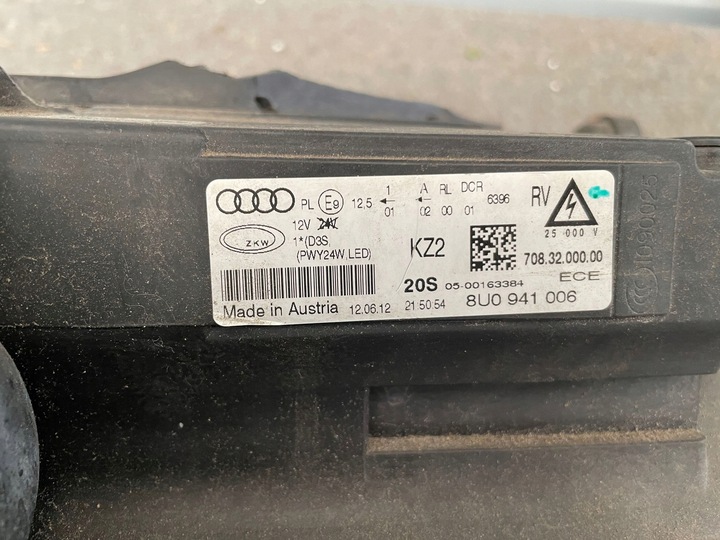 PL E9 12,5 1 01 A 02 RL 00 DCR 01 6396 RV
12V 24V
ZKW
1*(D3S,
(PWY24W,LED)
KZ2
25 000 V
708.32.000.00
20S 05-00163384 ECE
Made in Austria 12.06.12 21 50 54 8U0 941 006